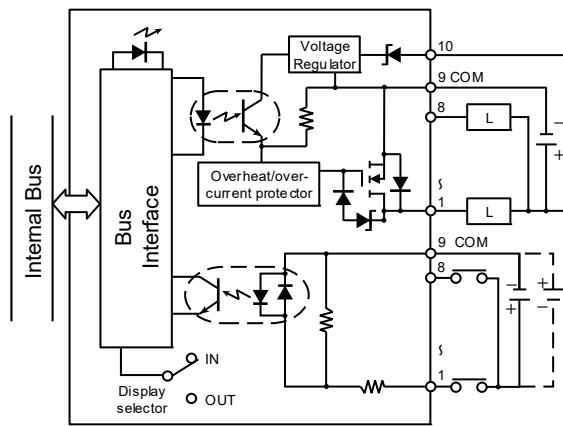 Voltage
Regulator
10
9 COM
8
L
−
+
Overheat/over-
current protector
1
L
Internal Bus
Bus
Interface
9 COM
8
−
+
+
−
1
IN
Display
selector
OUT